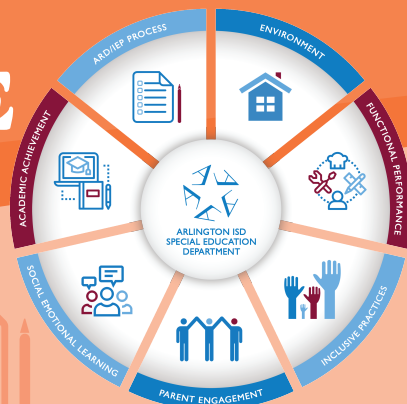 E
ARD/IEP PROCESS
ENVIRONMENT
FUNCTIONAL PERFORMANCE
INCLUSIVE PRACTICES
PARENT ENGAGEMENT
SOCIAL EMOTIONAL LEARNING
ACADEMIC ACHIEVEMENT
ARLINGTON ISD
SPECIAL EDUCATION
DEPARTMENT